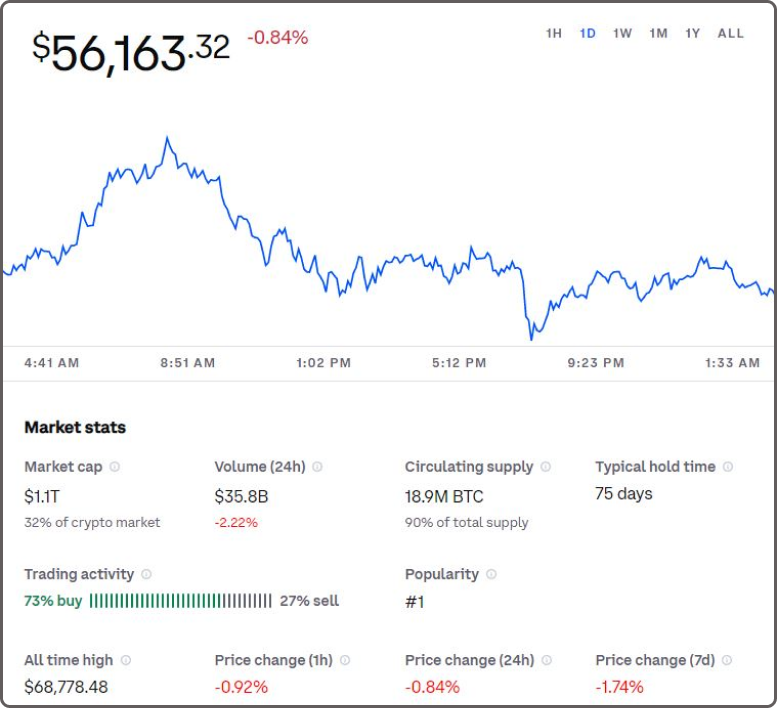 $56,163.32 -0.84% 1H 1D 1W 1M 1Y ALL
4:41 AM 8:51 AM 1:02 PM 5:12 PM 9:23 PM 1:33 AM
Market stats
Market cap Volume (24h) Circulating supply Typical hold time
$1.1T $35.8B 18.9M BTC 75 days
32% of crypto market -2.22% 90% of total supply
Trading activity Popularity
73% buy 27% sell #1
All time high Price change (1h) Price change (24h) Price change (7d)
$68,778.48 -0.92% -0.84% -1.74%